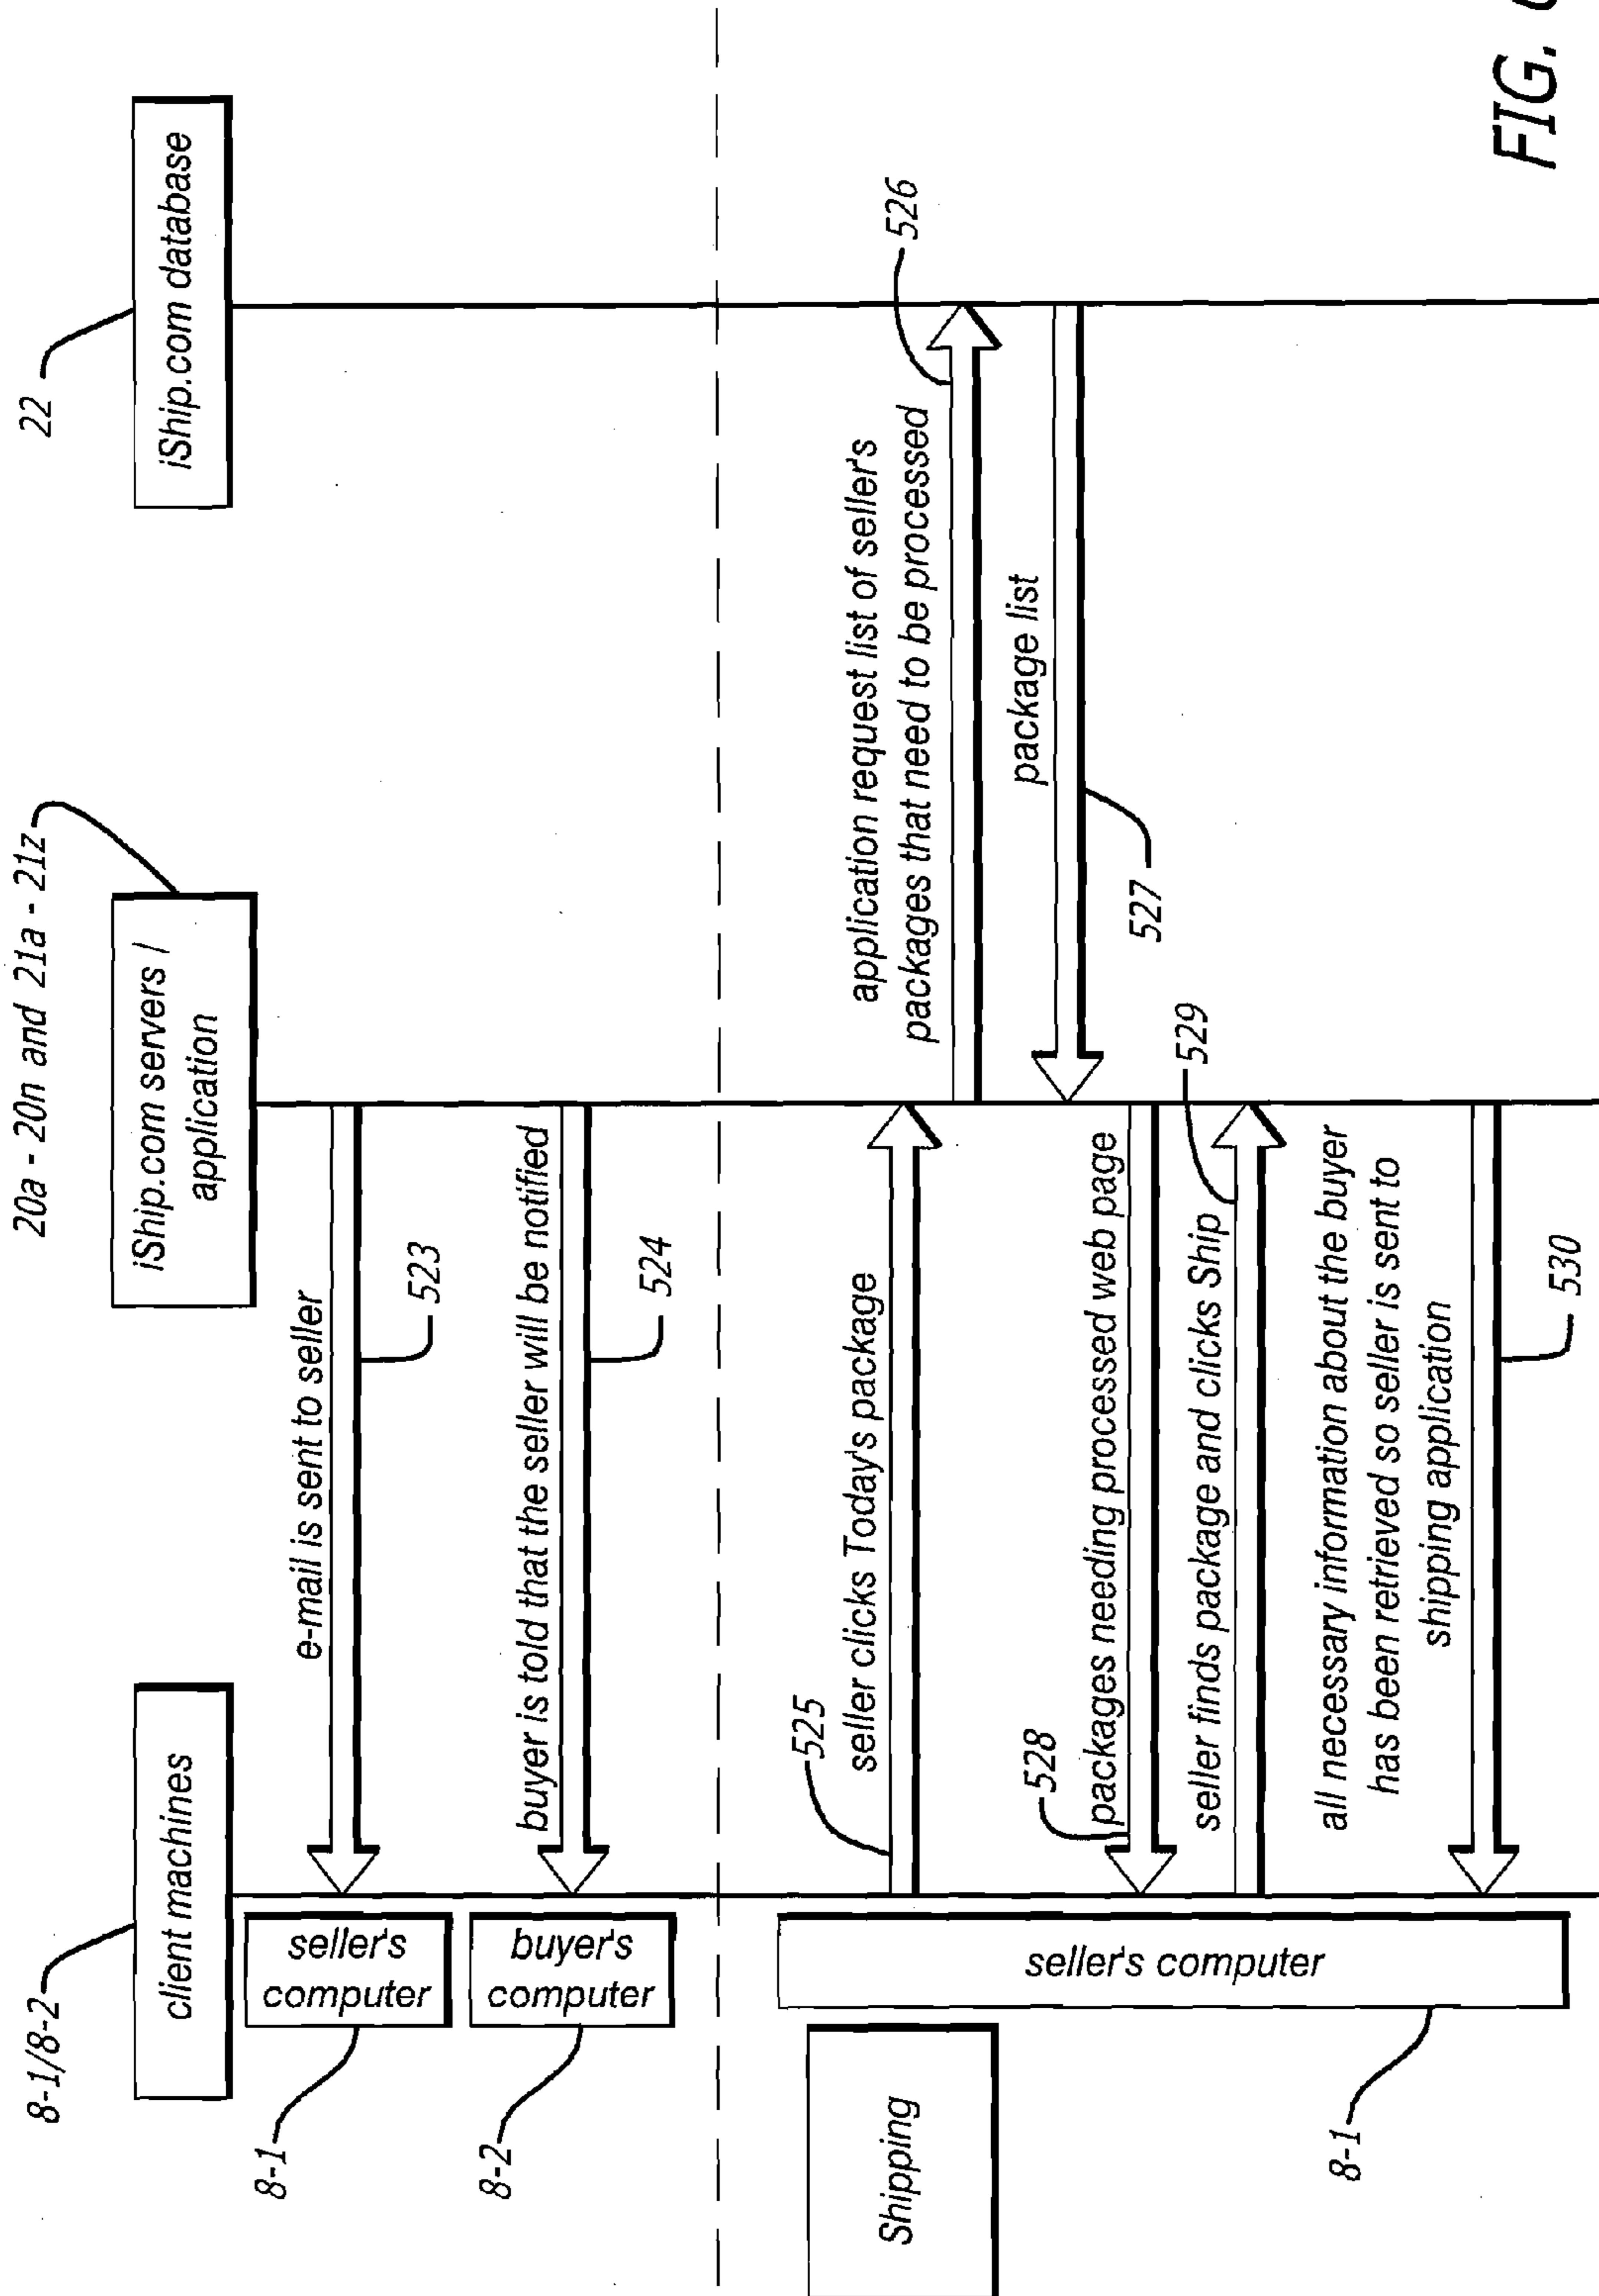 8-1/8-2
20a - 20n and 21a - 21z
22
client machines
iShip.com servers /
application
iShip.com database
8-1
seller's
computer
e-mail is sent to seller
523
8-2
buyer's
computer
buyer is told that the seller will be notified
524
Shipping
525
seller clicks Today's package
application request list of seller's
packages that need to be processed
526
seller's computer
8-1
package list
527
528
packages needing processed web page
seller finds package and clicks Ship
529
all necessary information about the buyer
has been retrieved so seller is sent to
shipping application
530
FIG.